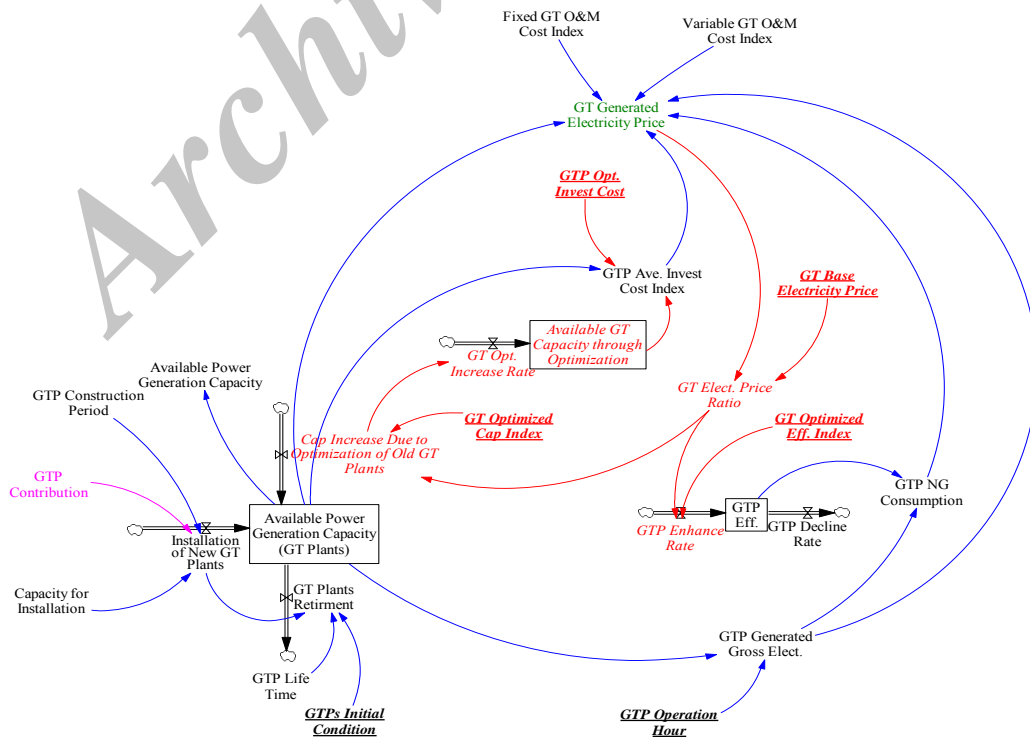 Archiv
Fixed GT O&M
Cost Index
Variable GT O&M
Cost Index
GT Generated
Electricity Price
GTP Opt.
Invest Cost
GTP Ave. Invest
Cost Index
GT Base
Electricity Price
Available GT
Capacity through
Optimization
GT Opt.
Increase Rate
Available Power
Generation Capacity
GTP Construction
Period
GT Elect. Price
Ratio
GT Optimized
Cap Index
GT Optimized
Eff. Index
Cap Increase Due to
Optimization of Old GT
Plants
GTP
Contribution
GTP NG
Consumption
GTP
Eff.
GTP Enhance
Rate
GTP Decline
Rate
Available Power
Generation Capacity
(GT Plants)
Installation
of New GT
Plants
Capacity for
Installation
GT Plants
Retirment
GTP Generated
Gross Elect.
GTP Life
Time
GTPs Initial
Condition
GTP Operation
Hour